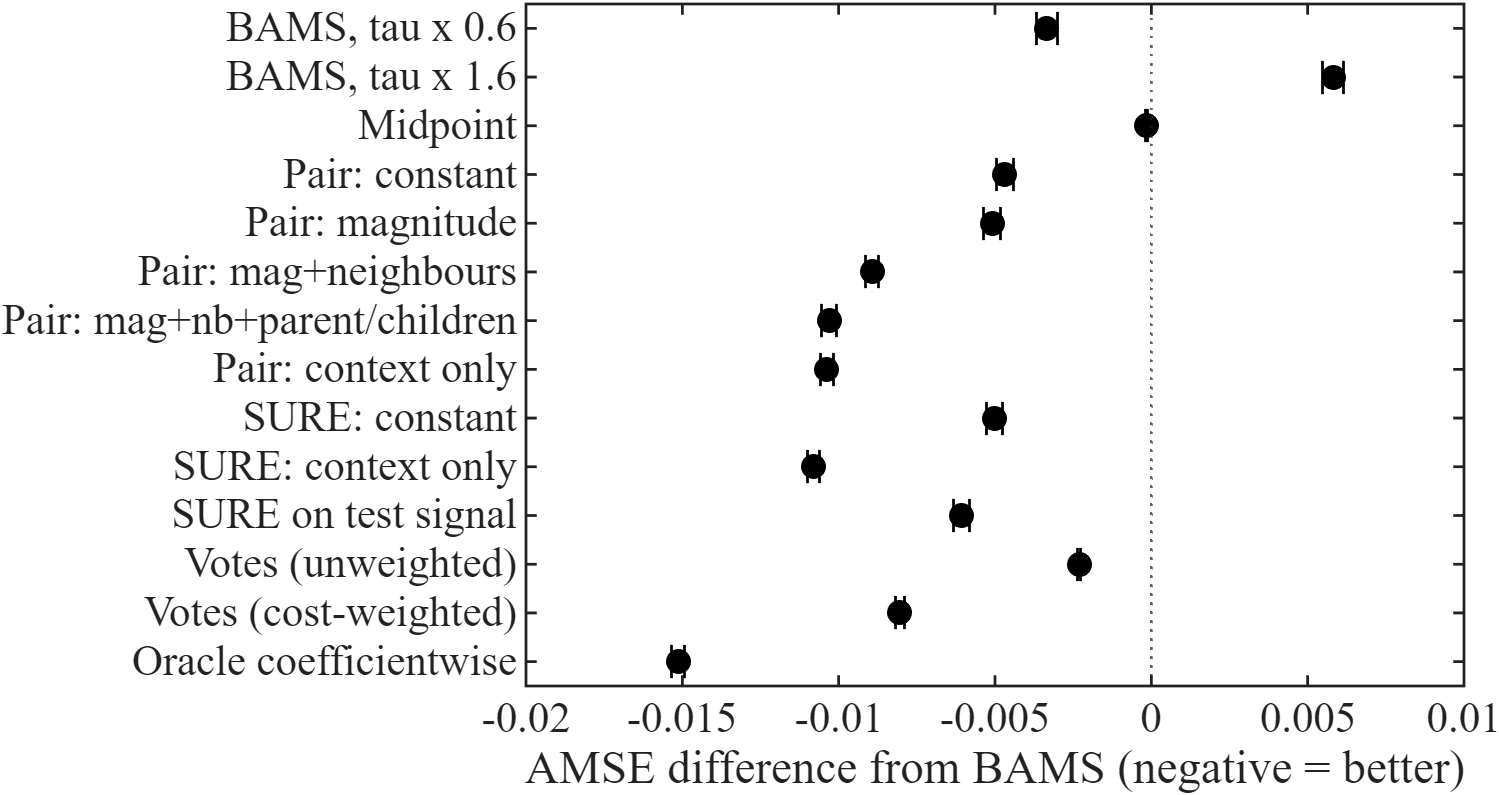 BAMS, tau x 0.6
BAMS, tau x 1.6
Midpoint
Pair: constant
Pair: magnitude
Pair: mag+neighbours
Pair: mag+nb+parent/children
Pair: context only
SURE: constant
SURE: context only
SURE on test signal
Votes (unweighted)
Votes (cost-weighted)
Oracle coefficientwise
-0.02 -0.015 -0.01 -0.005 0 0.005 0.01
AMSE difference from BAMS (negative = better)